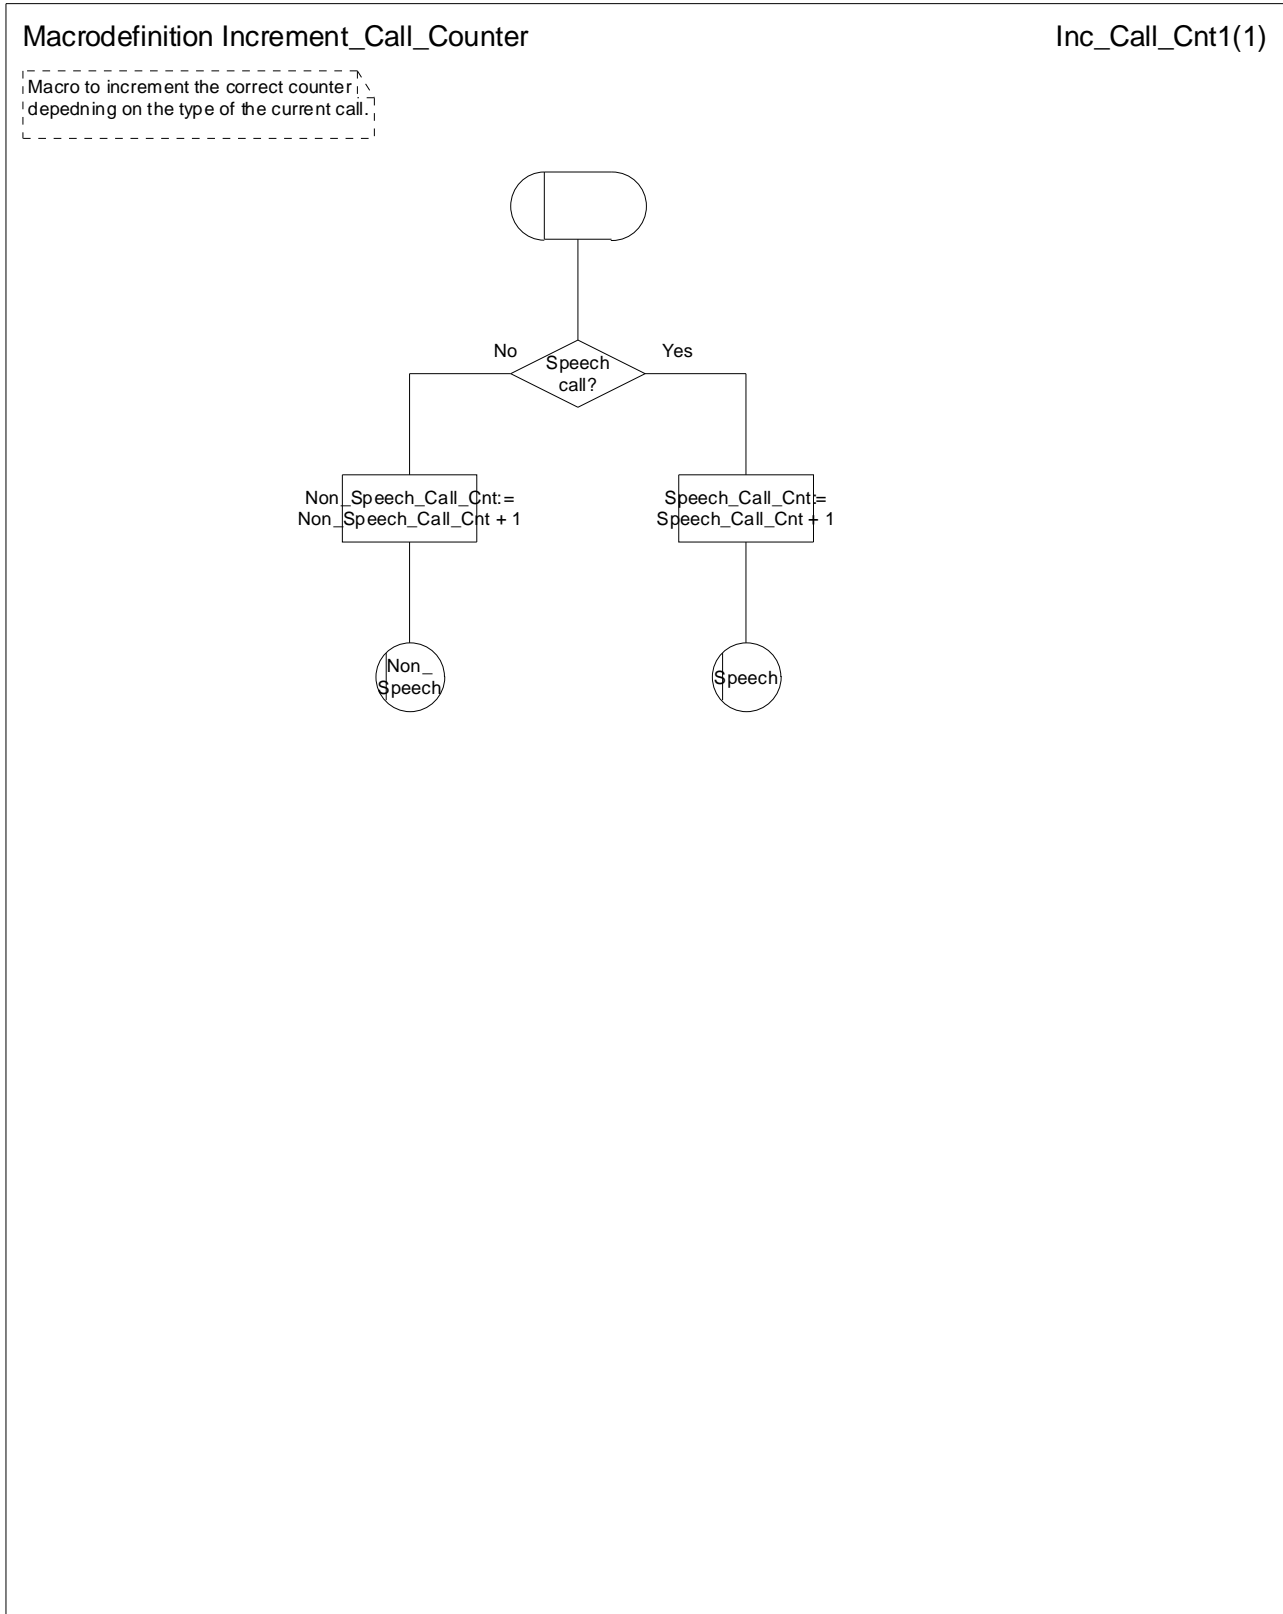 Macrodefinition Increment_Call_Counter
Inc_Call_Cnt1(1)
Macro to increment the correct counter
depedning on the type of the current call.
No
Speech
call?
Yes
Non_Speech_Call_Cnt:=
Non_Speech_Call_Cnt + 1
Speech_Call_Cnt:=
Speech_Call_Cnt + 1
Non_
Speech
Speech